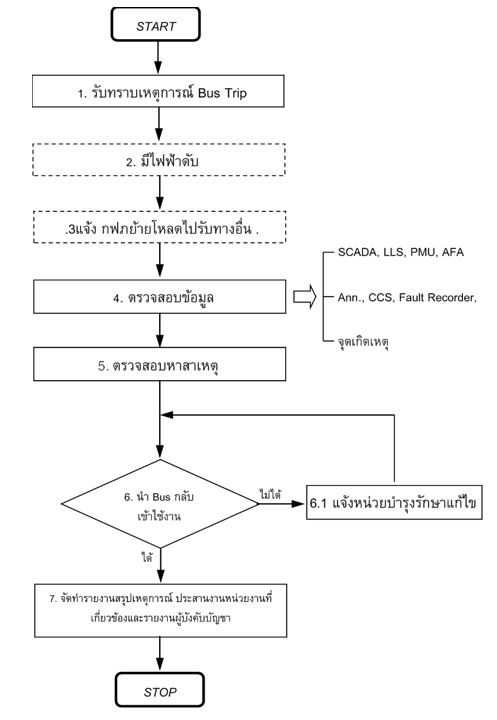 START
1. รับทราบเหตุการณ์ Bus Trip
2. มีไฟฟ้าดับ
.3แจ้ง กฟภย้ายโหลดไปรับทางอื่น .
4. ตรวจสอบข้อมูล
SCADA, LLS, PMU, AFA
Ann., CCS, Fault Recorder,
จุดเกิดเหตุ
5. ตรวจสอบหาสาเหตุ
6. นำ Bus กลับ
เข้าใช้งาน
ไม่ได้
6.1 แจ้งหน่วยบำรุงรักษาแก้ไข
ได้
7. จัดทำรายงานสรุปเหตุการณ์ ประสานงานหน่วยงานที่
เกี่ยวข้องและรายงานผู้บังคับบัญชา
STOP